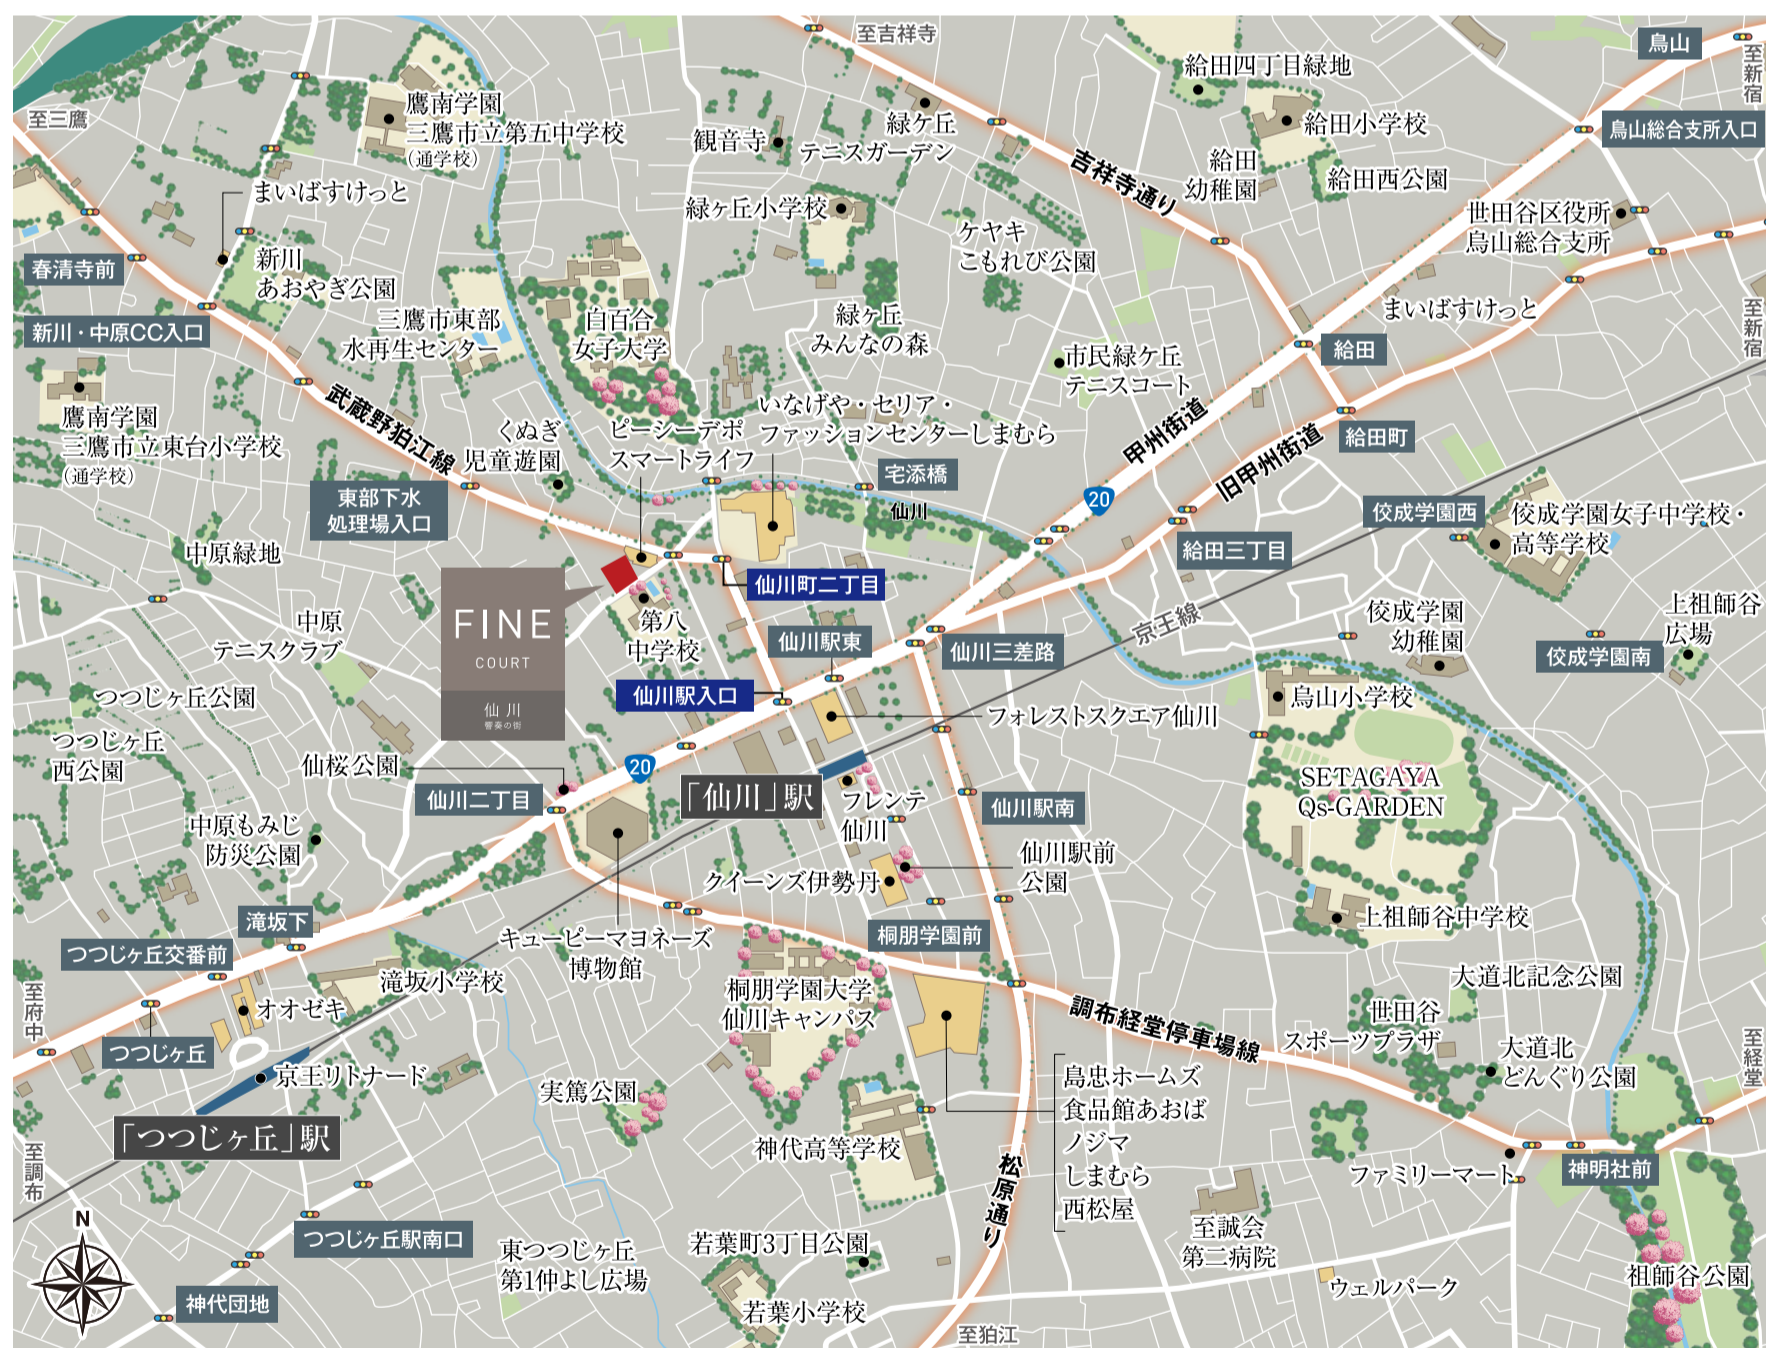 至吉祥寺
烏山
至新宿
給田四丁目緑地
鷹南学園
三鷹市立第五中学校
(通学校)
至三鷹
緑ケ丘
テニスガーデン
観音寺
給田小学校
烏山総合支所入口
給田
幼稚園
給田西公園
吉祥寺通り
まいばすけっと
緑ヶ丘小学校
世田谷区役所
烏山総合支所
ケヤキ
こもれび公園
春清寺前
新川
あおやぎ公園
新川・中原CC入口
三鷹市東部
水再生センター
白百合
女子大学
緑ヶ丘
みんなの森
まいばすけっと
至新宿
給田
市民緑ケ丘
テニスコート
鷹南学園
三鷹市立東台小学校
(通学校)
武蔵野狛江線
くぬぎ
児童遊園
ピーシーデポ
スマートライフ
いなげや・セリア・
ファッションセンターしまむら
甲州街道
旧甲州街道
給田町
宅添橋
東部下水
処理場入口
20
仙川
佼成学園西
佼成学園女子中学校・
高等学校
給田三丁目
中原緑地
仙川町二丁目
FINE
COURT
仙川
響奏の街
第八
中学校
京王線
佼成学園
幼稚園
上祖師谷
広場
中原
テニスクラブ
仙川駅東
仙川三差路
佼成学園南
仙川駅入口
烏山小学校
つつじヶ丘公園
フォレストスクエア仙川
つつじヶ丘
西公園
仙桜公園
20
「仙川」駅
仙川二丁目
フレンテ
仙川
仙川駅南
SETAGAYA
Qs-GARDEN
中原もみじ
防災公園
仙川駅前
公園
クイーンズ伊勢丹
滝坂下
上祖師谷中学校
つつじヶ丘交番前
キューピーマヨネーズ
博物館
桐朋学園前
至府中
滝坂小学校
オオゼキ
桐朋学園大学
仙川キャンパス
大道北記念公園
調布経堂停車場線
世田谷
スポーツプラザ
つつじヶ丘
大道北
どんぐり公園
至経堂
京王リトナード
実篤公園
島忠ホームズ
食品館あおば
ノジマ
しまむら
西松屋
「つつじヶ丘」駅
神代高等学校
至調布
松原通り
ファミリーマート
神明社前
N
つつじヶ丘駅南口
至誠会
第二病院
東つつじヶ丘
第1仲よし広場
若葉町3丁目公園
祖師谷公園
ウェルパーク
神代団地
若葉小学校
至狛江